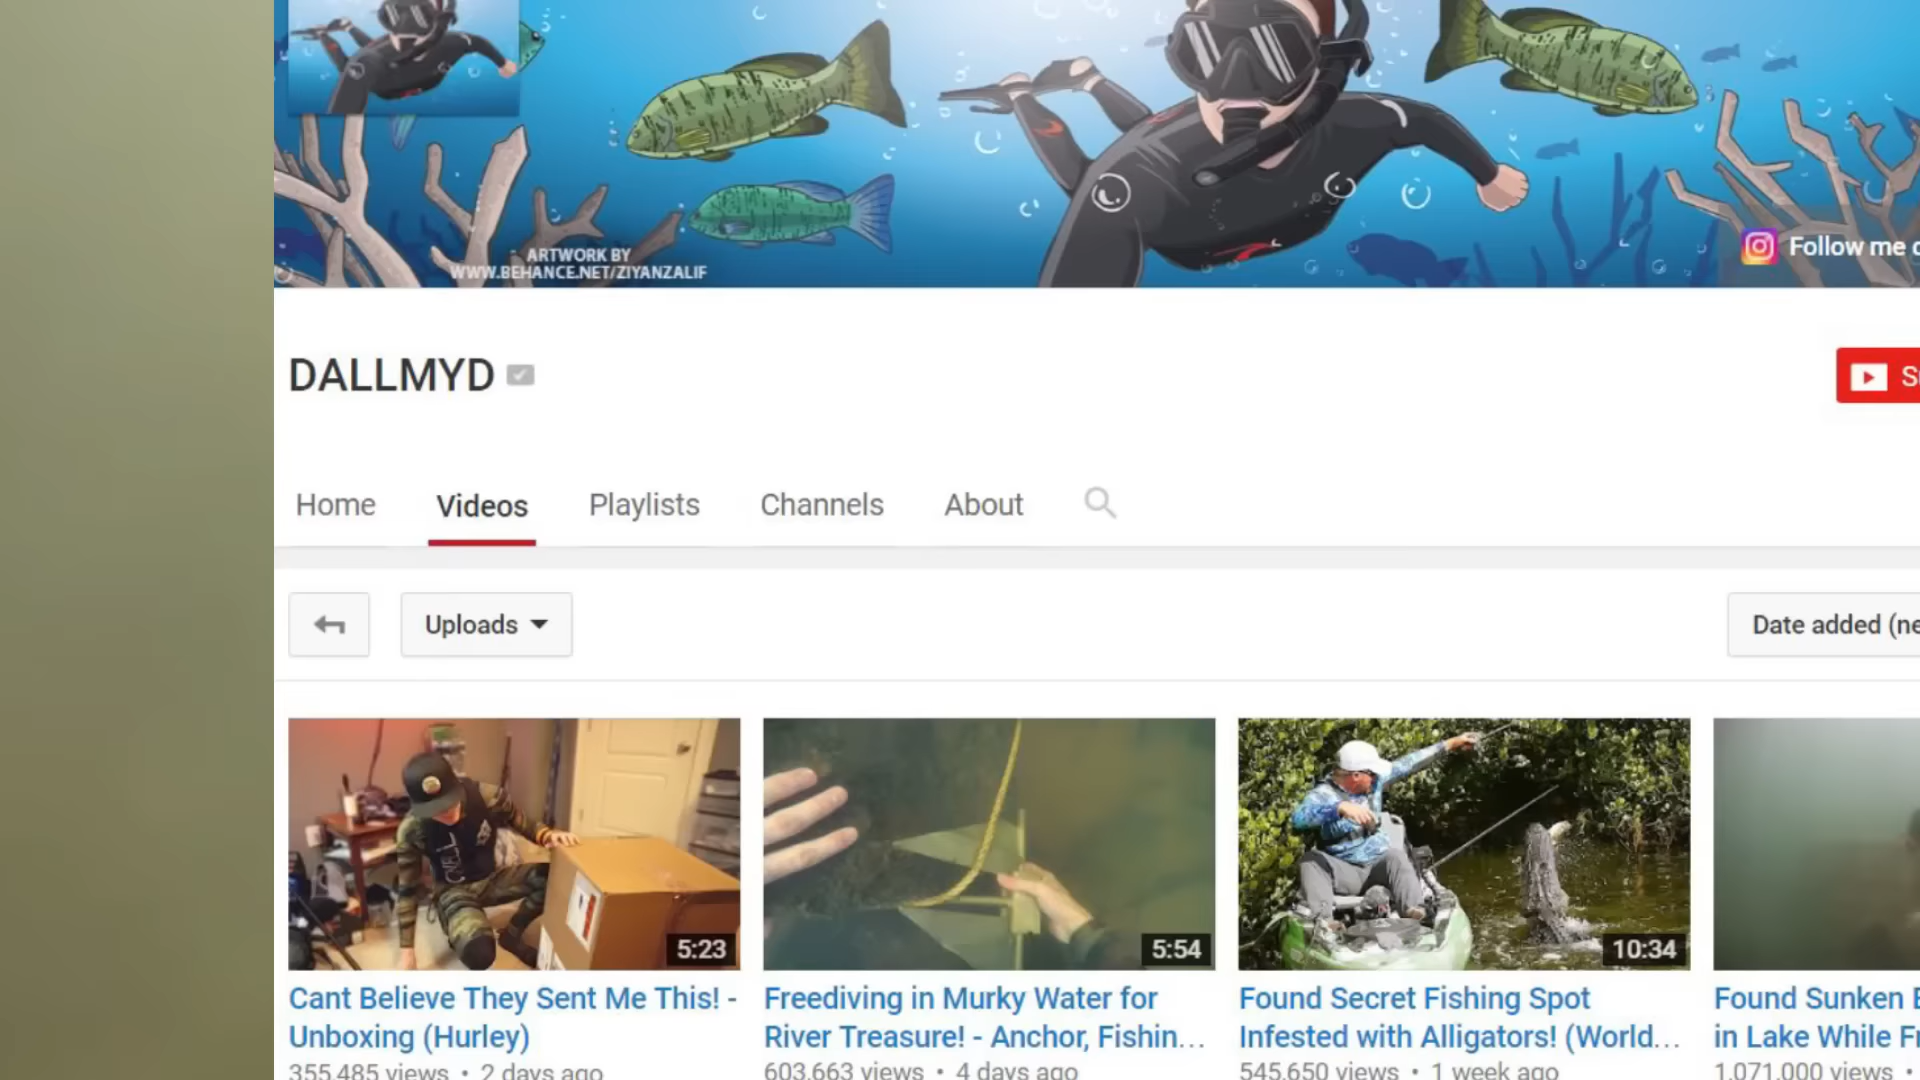 ARTWORK BY
WWW.BEHANCE.NET/ZIYANZALIF
Follow me
DALLMYD
Home Videos Playlists Channels About
Uploads
Date added
5:23
5:54
10:34
Cant Believe They Sent Me This! -
Unboxing (Hurley)
355,485 views • 2 days ago
Freediving in Murky Water for
River Treasure! - Anchor, Fishin...
603,663 views • 4 days ago
Found Secret Fishing Spot
Infested with Alligators! (World...
545,650 views • 1 week ago
Found Sunken
in Lake While
1,071,000 views •